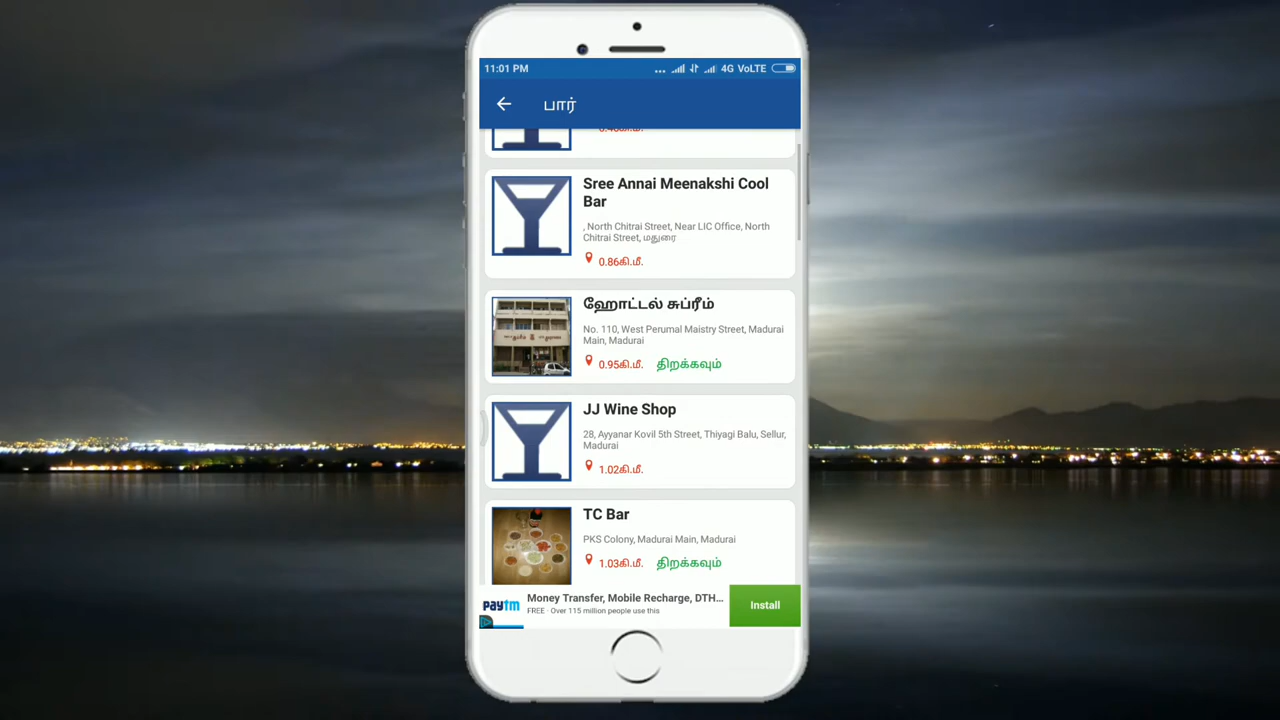 11:01 PM
... 4G VoLTE
பார்
Sree Annai Meenakshi Cool
Bar
, North Chitrai Street, Near LIC Office, North
Chitrai Street, மதுரை
0.86கி.மீ.
ஹோட்டல் சுப்ரீம்
No. 110, West Perumal Maistry Street, Madurai
Main, Madurai
0.95கி.மீ. திறக்கவும்
JJ Wine Shop
28, Ayyanar Kovil 5th Street, Thiyagi Balu, Sellur,
Madurai
1.02கி.மீ.
TC Bar
PKS Colony, Madurai Main, Madurai
1.03கி.மீ. திறக்கவும்
paytm
Money Transfer, Mobile Recharge, DTH...
FREE · Over 115 million people use this
Install